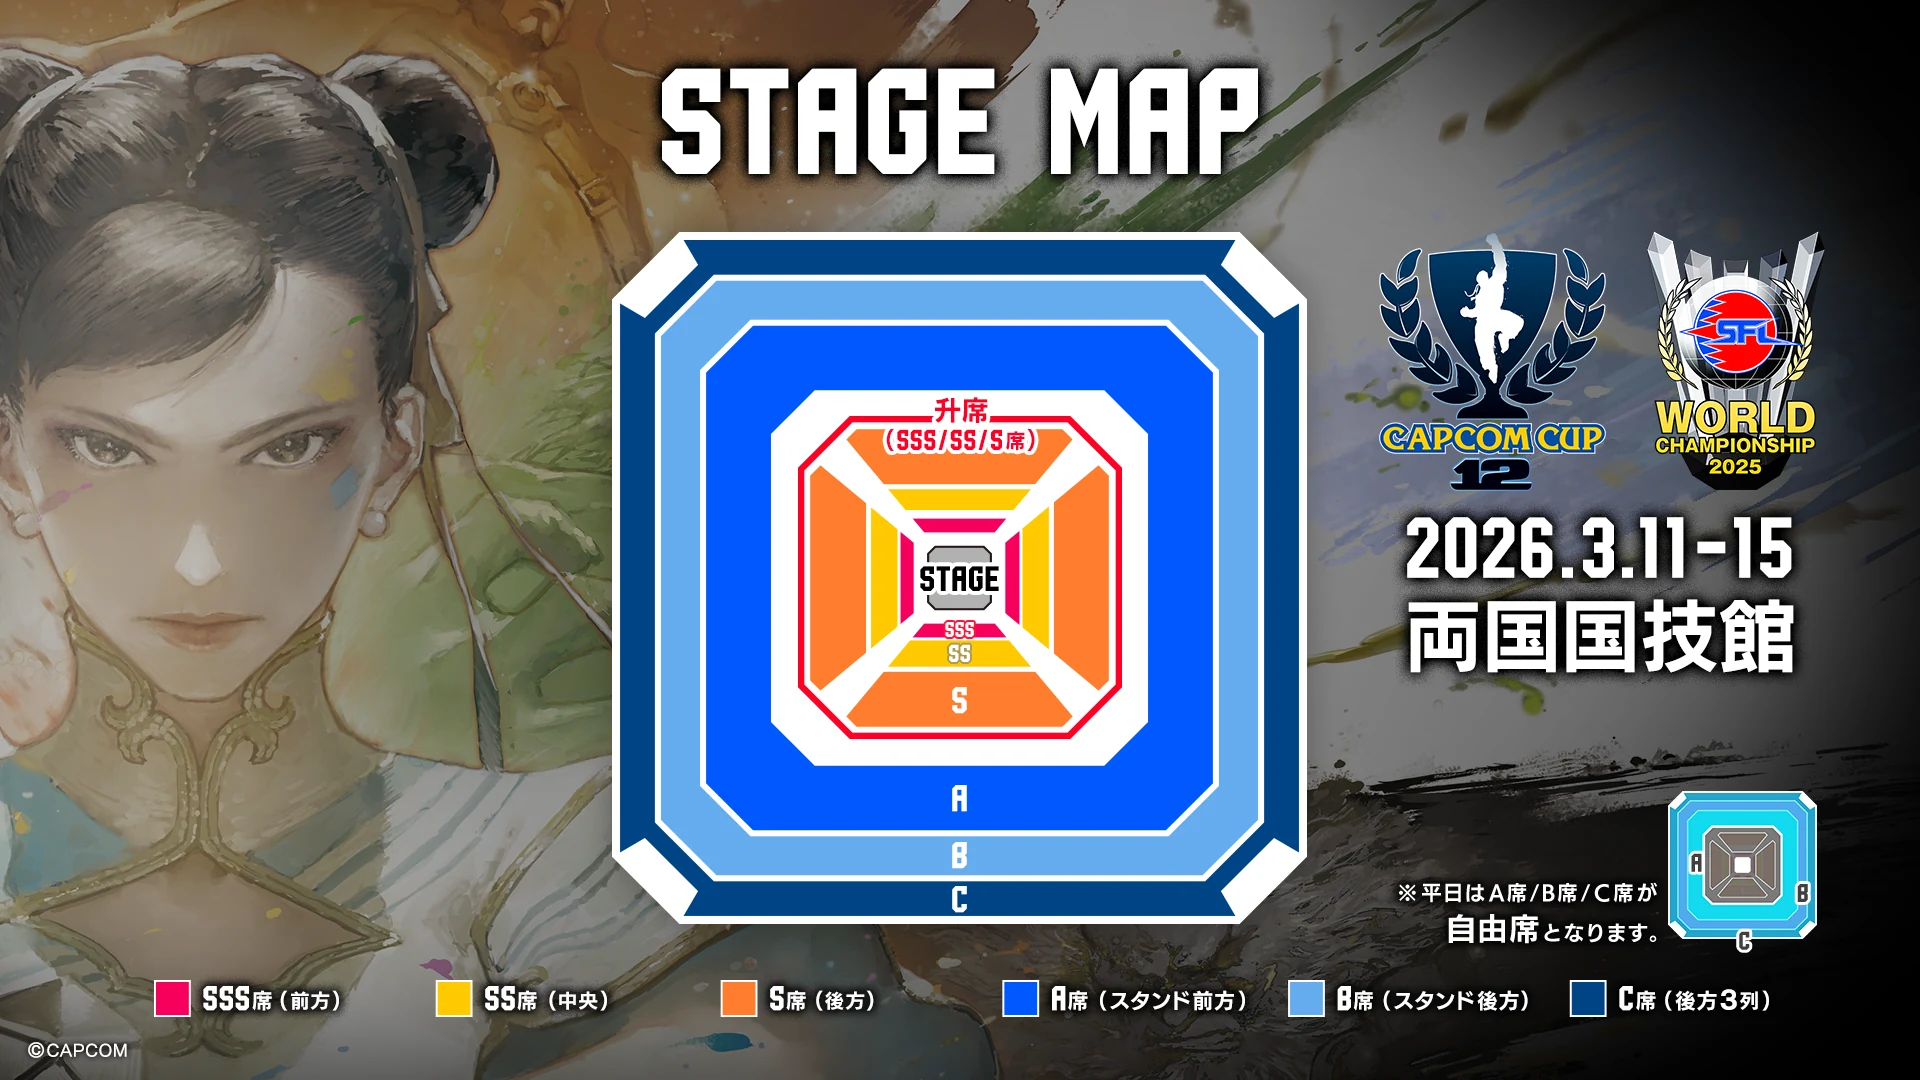 STAGE MAP
升席
(SSS/SS/S席)
STAGE
SSS
SS
S
A
B
C
CAPCOM CUP
12
SFL
WORLD
CHAMPIONSHIP
2025
2026.3.11-15
両国国技館
※平日はA席/B席/C席が
自由席となります。
A
B
C
SSS席（前方）
SS席（中央）
S席（後方）
A席（スタンド前方）
B席（スタンド後方）
C席（後方3列）
©CAPCOM